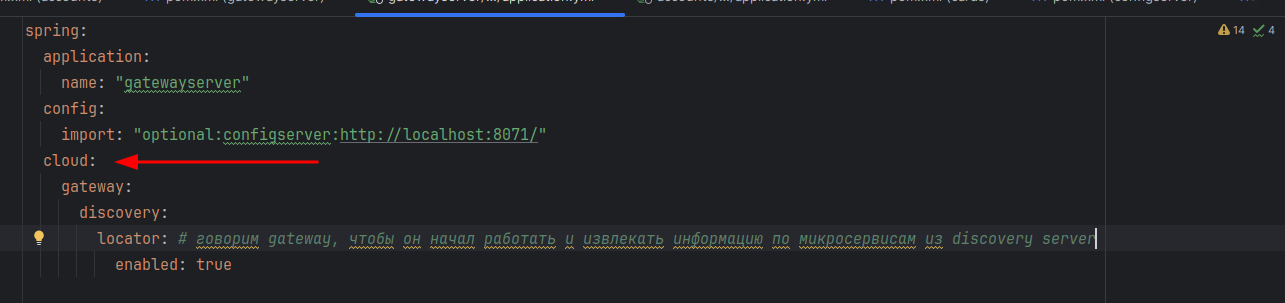 spring:
application:
name: "gatewayserver"
config:
import: "optional:configserver:http://localhost:8071/"
cloud:
gateway:
discovery:
locator: # говорим gateway, чтобы он начал работать и извлекать информацию по микросервисам из discovery server
enabled: true
14 4